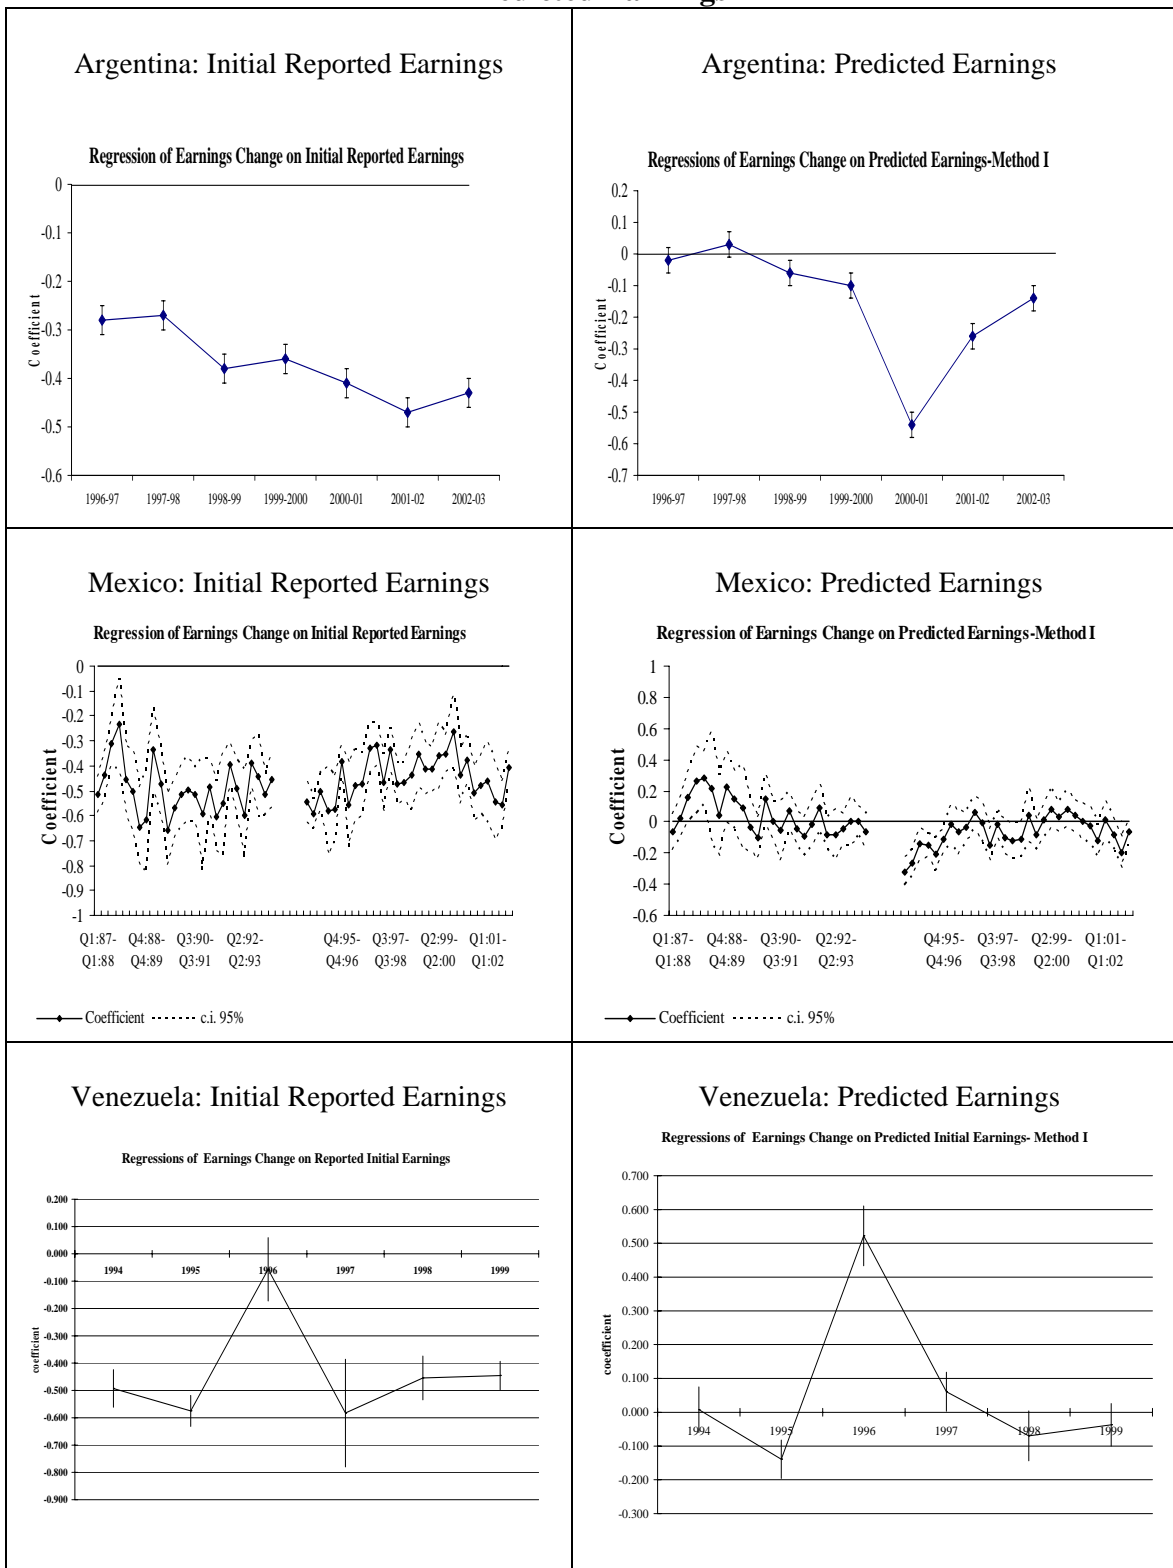 Argentina: Initial Reported Earnings
Regression of Earnings Change on Initial Reported Earnings
0
-0.1
-0.2
-0.3
-0.4
-0.5
-0.6
Coefficient
1996-97 1997-98 1998-99 1999-2000 2000-01 2001-02 2002-03
Argentina: Predicted Earnings
Regressions of Earnings Change on Predicted Earnings-Method I
0.2
0.1
0
-0.1
-0.2
-0.3
-0.4
-0.5
-0.6
-0.7
Coefficient
1996-97 1997-98 1998-99 1999-2000 2000-01 2001-02 2002-03
Mexico: Initial Reported Earnings
Regression of Earnings Change on Initial Reported Earnings
0
-0.1
-0.2
-0.3
-0.4
-0.5
-0.6
-0.7
-0.8
-0.9
-1
Coefficient
Q1:87- Q4:88- Q3:90- Q2:92- Q4:95- Q3:97- Q2:99- Q1:01-
Q1:88 Q4:89 Q3:91 Q2:93 Q4:96 Q3:98 Q2:00 Q1:02
Coefficient c.i. 95%
Mexico: Predicted Earnings
Regression of Earnings Change on Predicted Earnings-Method I
1
0.8
0.6
0.4
0.2
0
-0.2
-0.4
-0.6
Coefficient
Q1:87- Q4:88- Q3:90- Q2:92- Q4:95- Q3:97- Q2:99- Q1:01-
Q1:88 Q4:89 Q3:91 Q2:93 Q4:96 Q3:98 Q2:00 Q1:02
Coefficient c.i. 95%
Venezuela: Initial Reported Earnings
Regressions of Earnings Change on Reported Initial Earnings
0.200
0.100
0.000
-0.100
-0.200
-0.300
-0.400
-0.500
-0.600
-0.700
-0.800
-0.900
coefficient
1994 1995 1996 1997 1998 1999
Venezuela: Predicted Earnings
Regressions of Earnings Change on Predicted Initial Earnings- Method I
0.700
0.600
0.500
0.400
0.300
0.200
0.100
0.000
-0.100
-0.200
-0.300
coeefficient
1994 1995 1996 1997 1998 1999